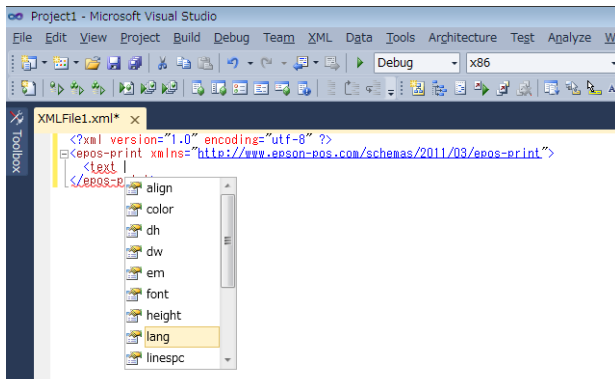 Project1 - Microsoft Visual Studio
File Edit View Project Build Debug Team XML Data Tools Architecture Test Analyze W
Debug x86
XMLFile1.xml* ×
Toolbox
<?xml version="1.0" encoding="utf-8" ?>
<epos-print xmlns="http://www.epson-pos.com/schemas/2011/03/epos-print">
<text
</epos-p
align
color
dh
dw
em
font
height
lang
linespc